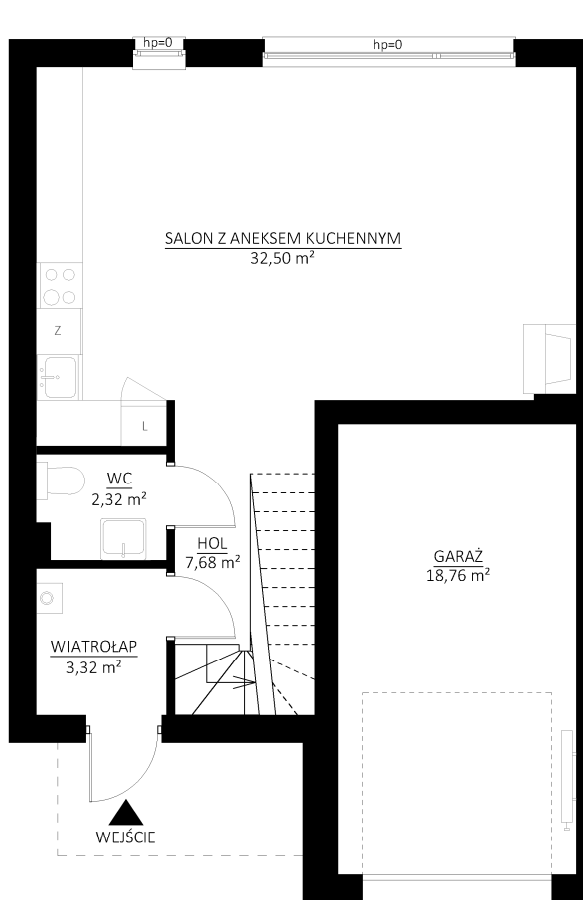 hp=0
hp=0
SALON Z ANEKSEM KUCHENNYM
32,50 m²
Z
L
WC
2,32 m²
HOL
7,68 m²
GARAŻ
18,76 m²
WIATROŁAP
3,32 m²
WEJŚCIE